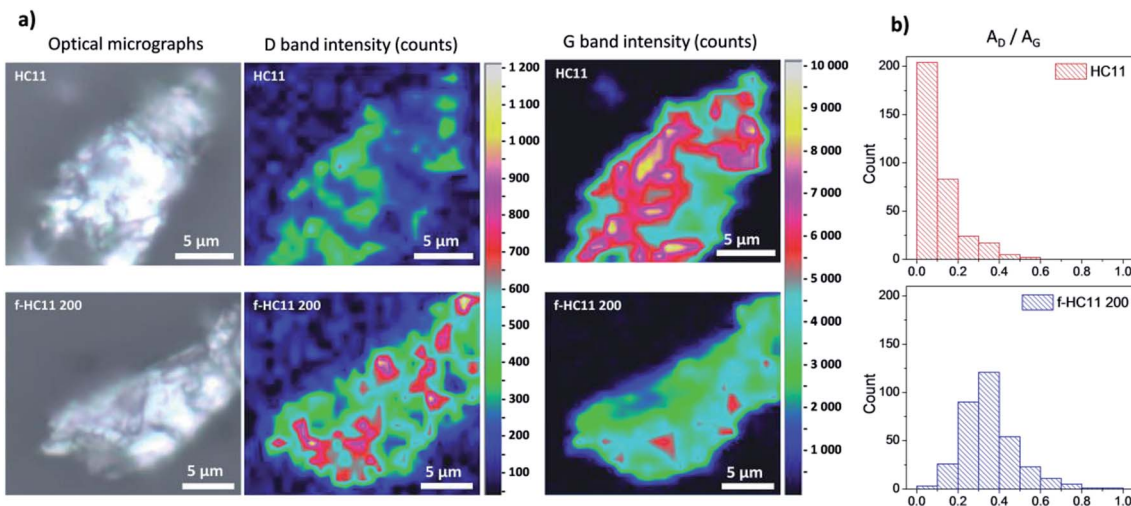 a)
Optical micrographs
D band intensity (counts)
G band intensity (counts)
HC11
5 µm
HC11
5 µm
1 200
1 100
1 000
900
800
700
600
500
400
300
200
100
HC11
5 µm
10 000
9 000
8 000
7 000
6 000
5 000
4 000
3 000
2 000
1 000
f-HC11 200
5 µm
f-HC11 200
5 µm
f-HC11 200
5 µm
b)
A_D / A_G
HC11
Count
200
150
100
50
0
0.0 0.2 0.4 0.6 0.8 1.0
f-HC11 200
Count
200
150
100
50
0
0.0 0.2 0.4 0.6 0.8 1.0